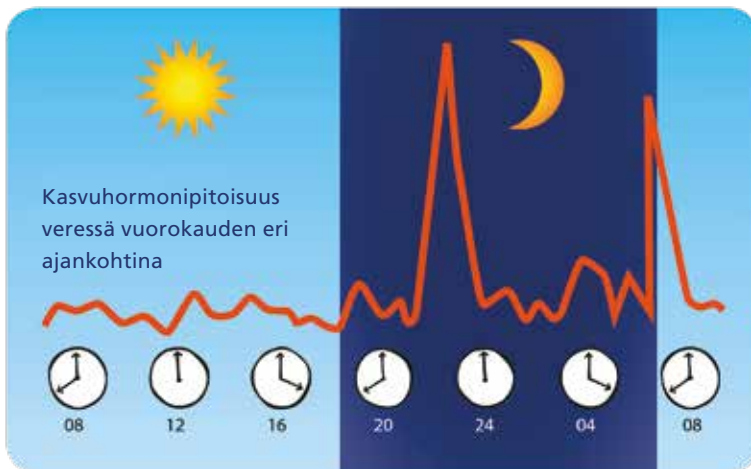 Kasvuhormonipitoisuus
veressä vuorokauden eri
ajankohtina
08 12 16 20 24 04 08